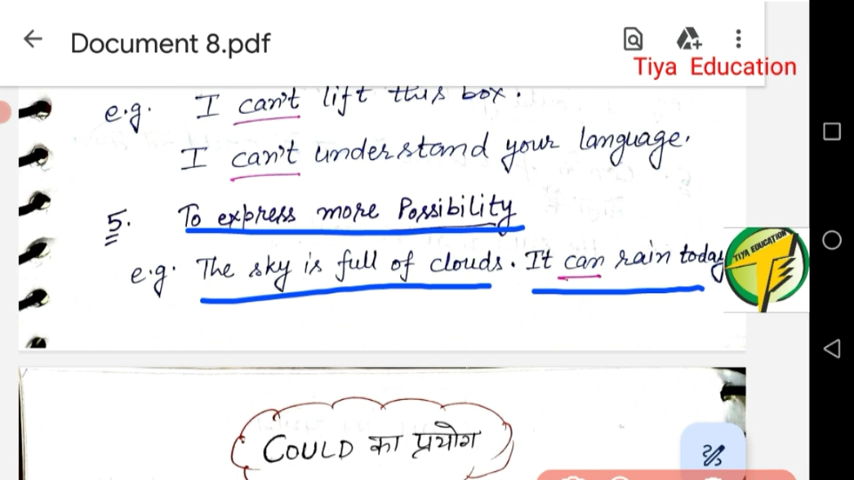 Document 8.pdf
Tiya Education
e.g. I can't lift this box.
I can't understand your language.
5. To express more Possibility
e.g. The sky is full of clouds. It can rain today
TIYA EDUCATION
COULD का प्रयोग